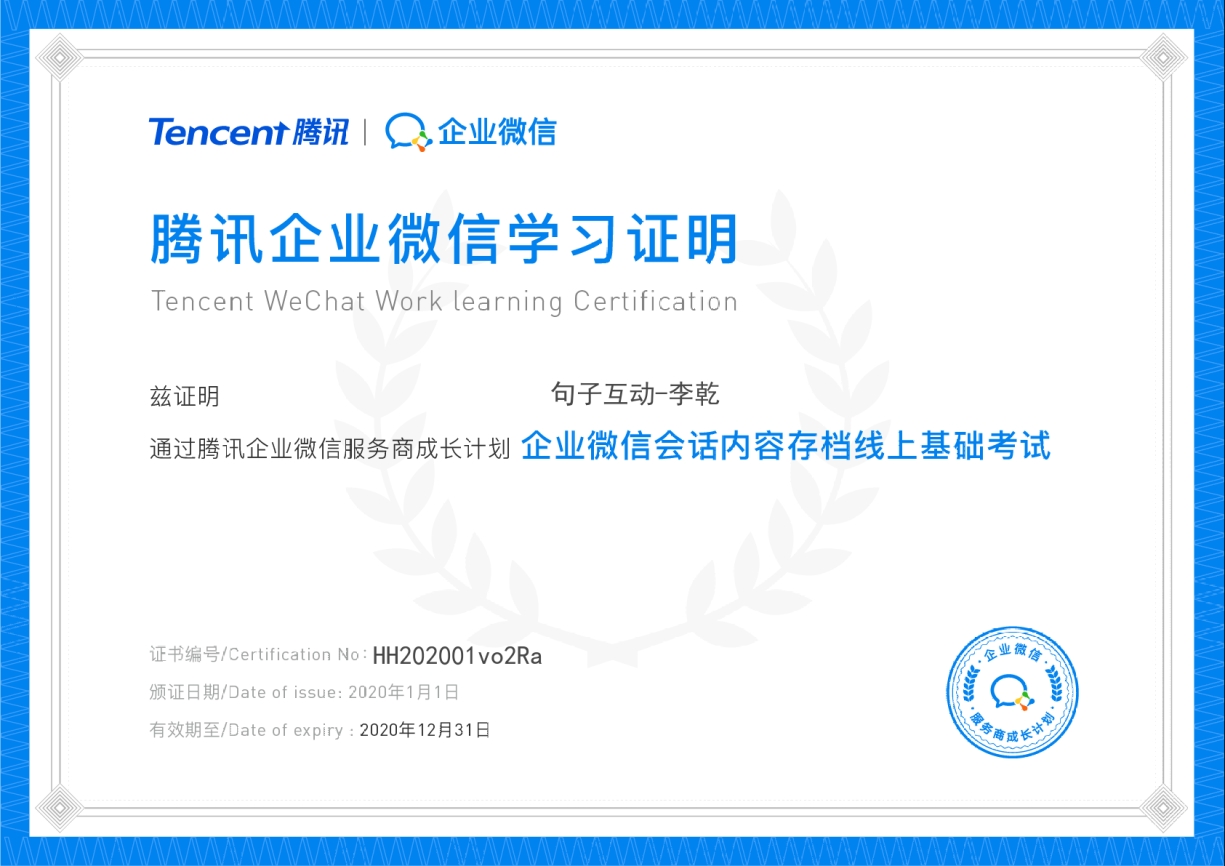 Tencent腾讯 | 企业微信
腾讯企业微信学习证明
Tencent WeChat Work learning Certification
兹证明 句子互动-李乾
通过腾讯企业微信服务商成长计划 企业微信会话内容存档线上基础考试
证书编号/Certification No: HH202001vo2Ra
颁证日期/Date of issue: 2020年1月1日
有效期至/Date of expiry : 2020年12月31日
·企业微信·
·服务商成长计划·